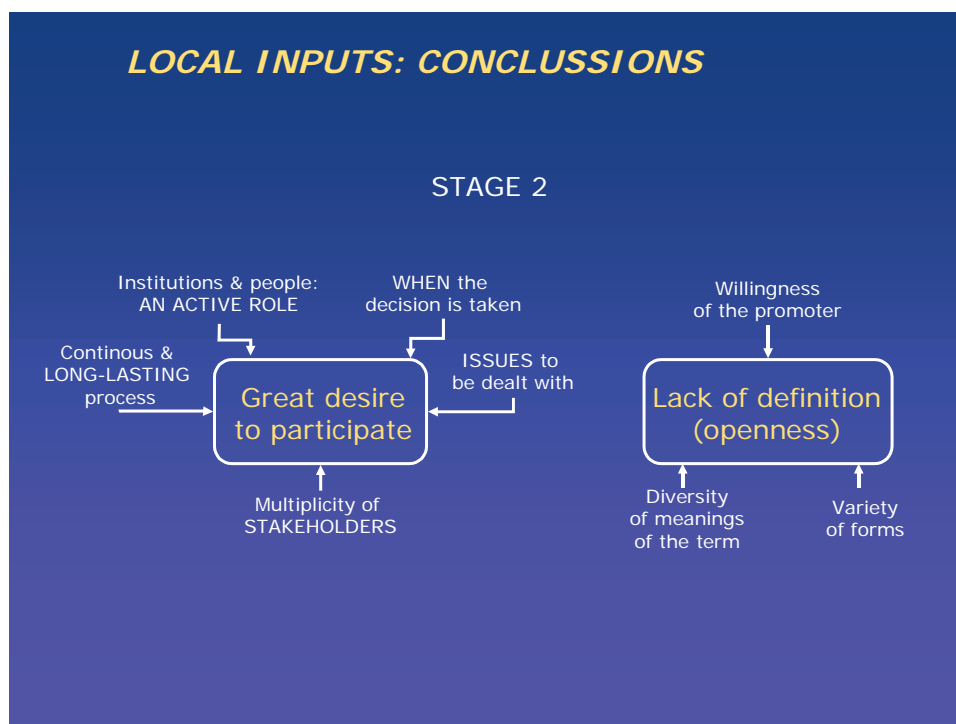 LOCAL INPUTS: CONCLUSSIONS
STAGE 2
Institutions & people:
AN ACTIVE ROLE
WHEN the
decision is taken
Continous &
LONG-LASTING
process
ISSUES to
be dealt with
Great desire
to participate
Multiplicity of
STAKEHOLDERS
Willingness
of the promoter
Lack of definition
(openness)
Diversity
of meanings
of the term
Variety
of forms